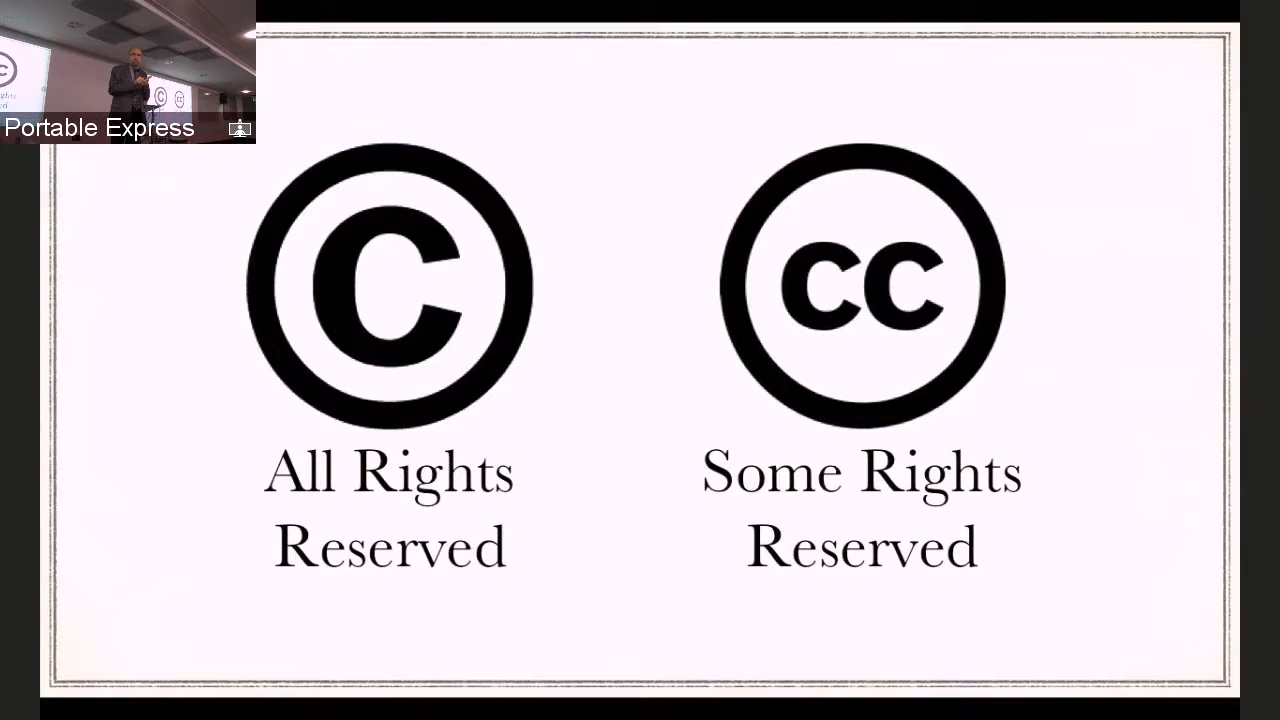 Portable Express
C
CC
All Rights
Reserved
Some Rights
Reserved